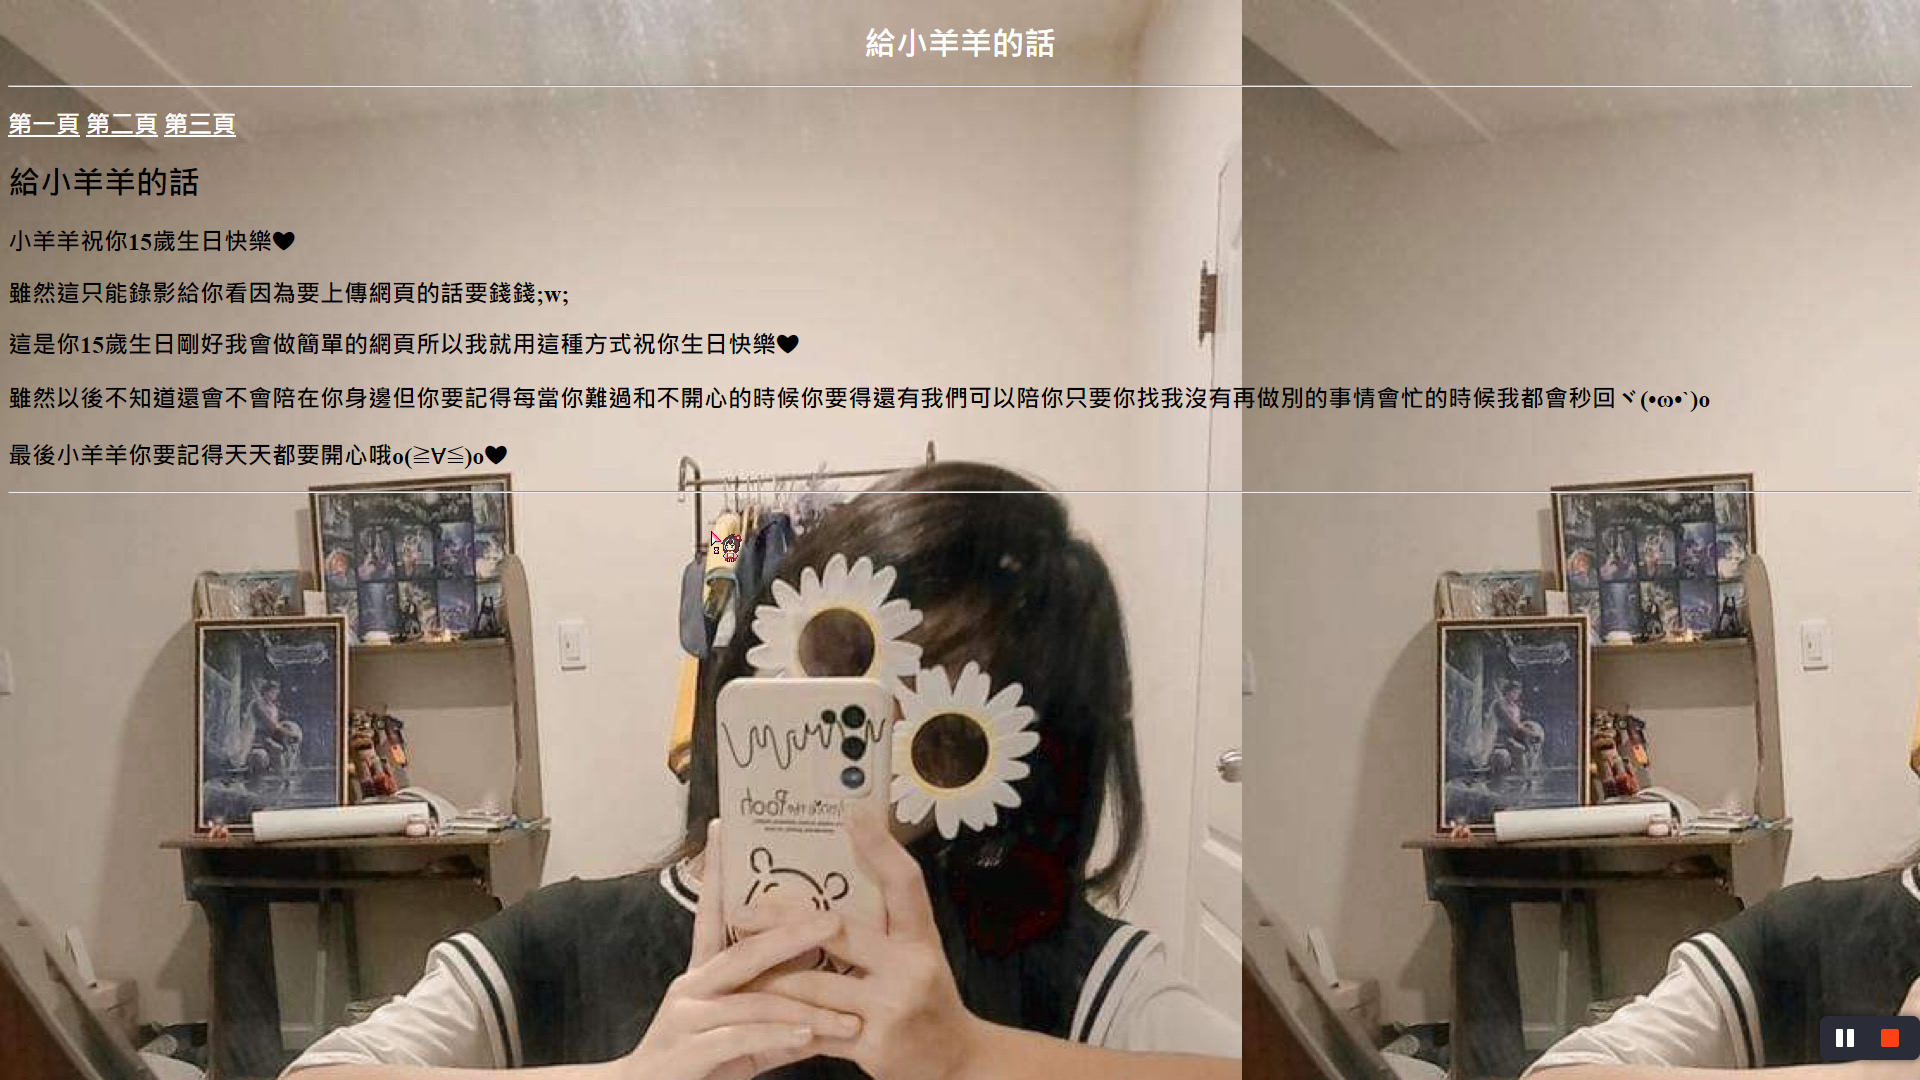 給小羊羊的話
第一頁 第二頁 第三頁
給小羊羊的話
小羊羊祝你15歲生日快樂♥
雖然這只能錄影給你看因為要上傳網頁的話要錢錢;w;
這是你15歲生日剛好我會做簡單的網頁所以我就用這種方式祝你生日快樂♥
雖然以後不知道還會不會陪在你身邊但你要記得每當你難過和不開心的時候你要得還有我們可以陪你只要你找我沒有再做別的事情會忙的時候我都會秒回ヾ(•ω•`)o
最後小羊羊你要記得天天都要開心哦o(≧∀≦)o♥
Pooh